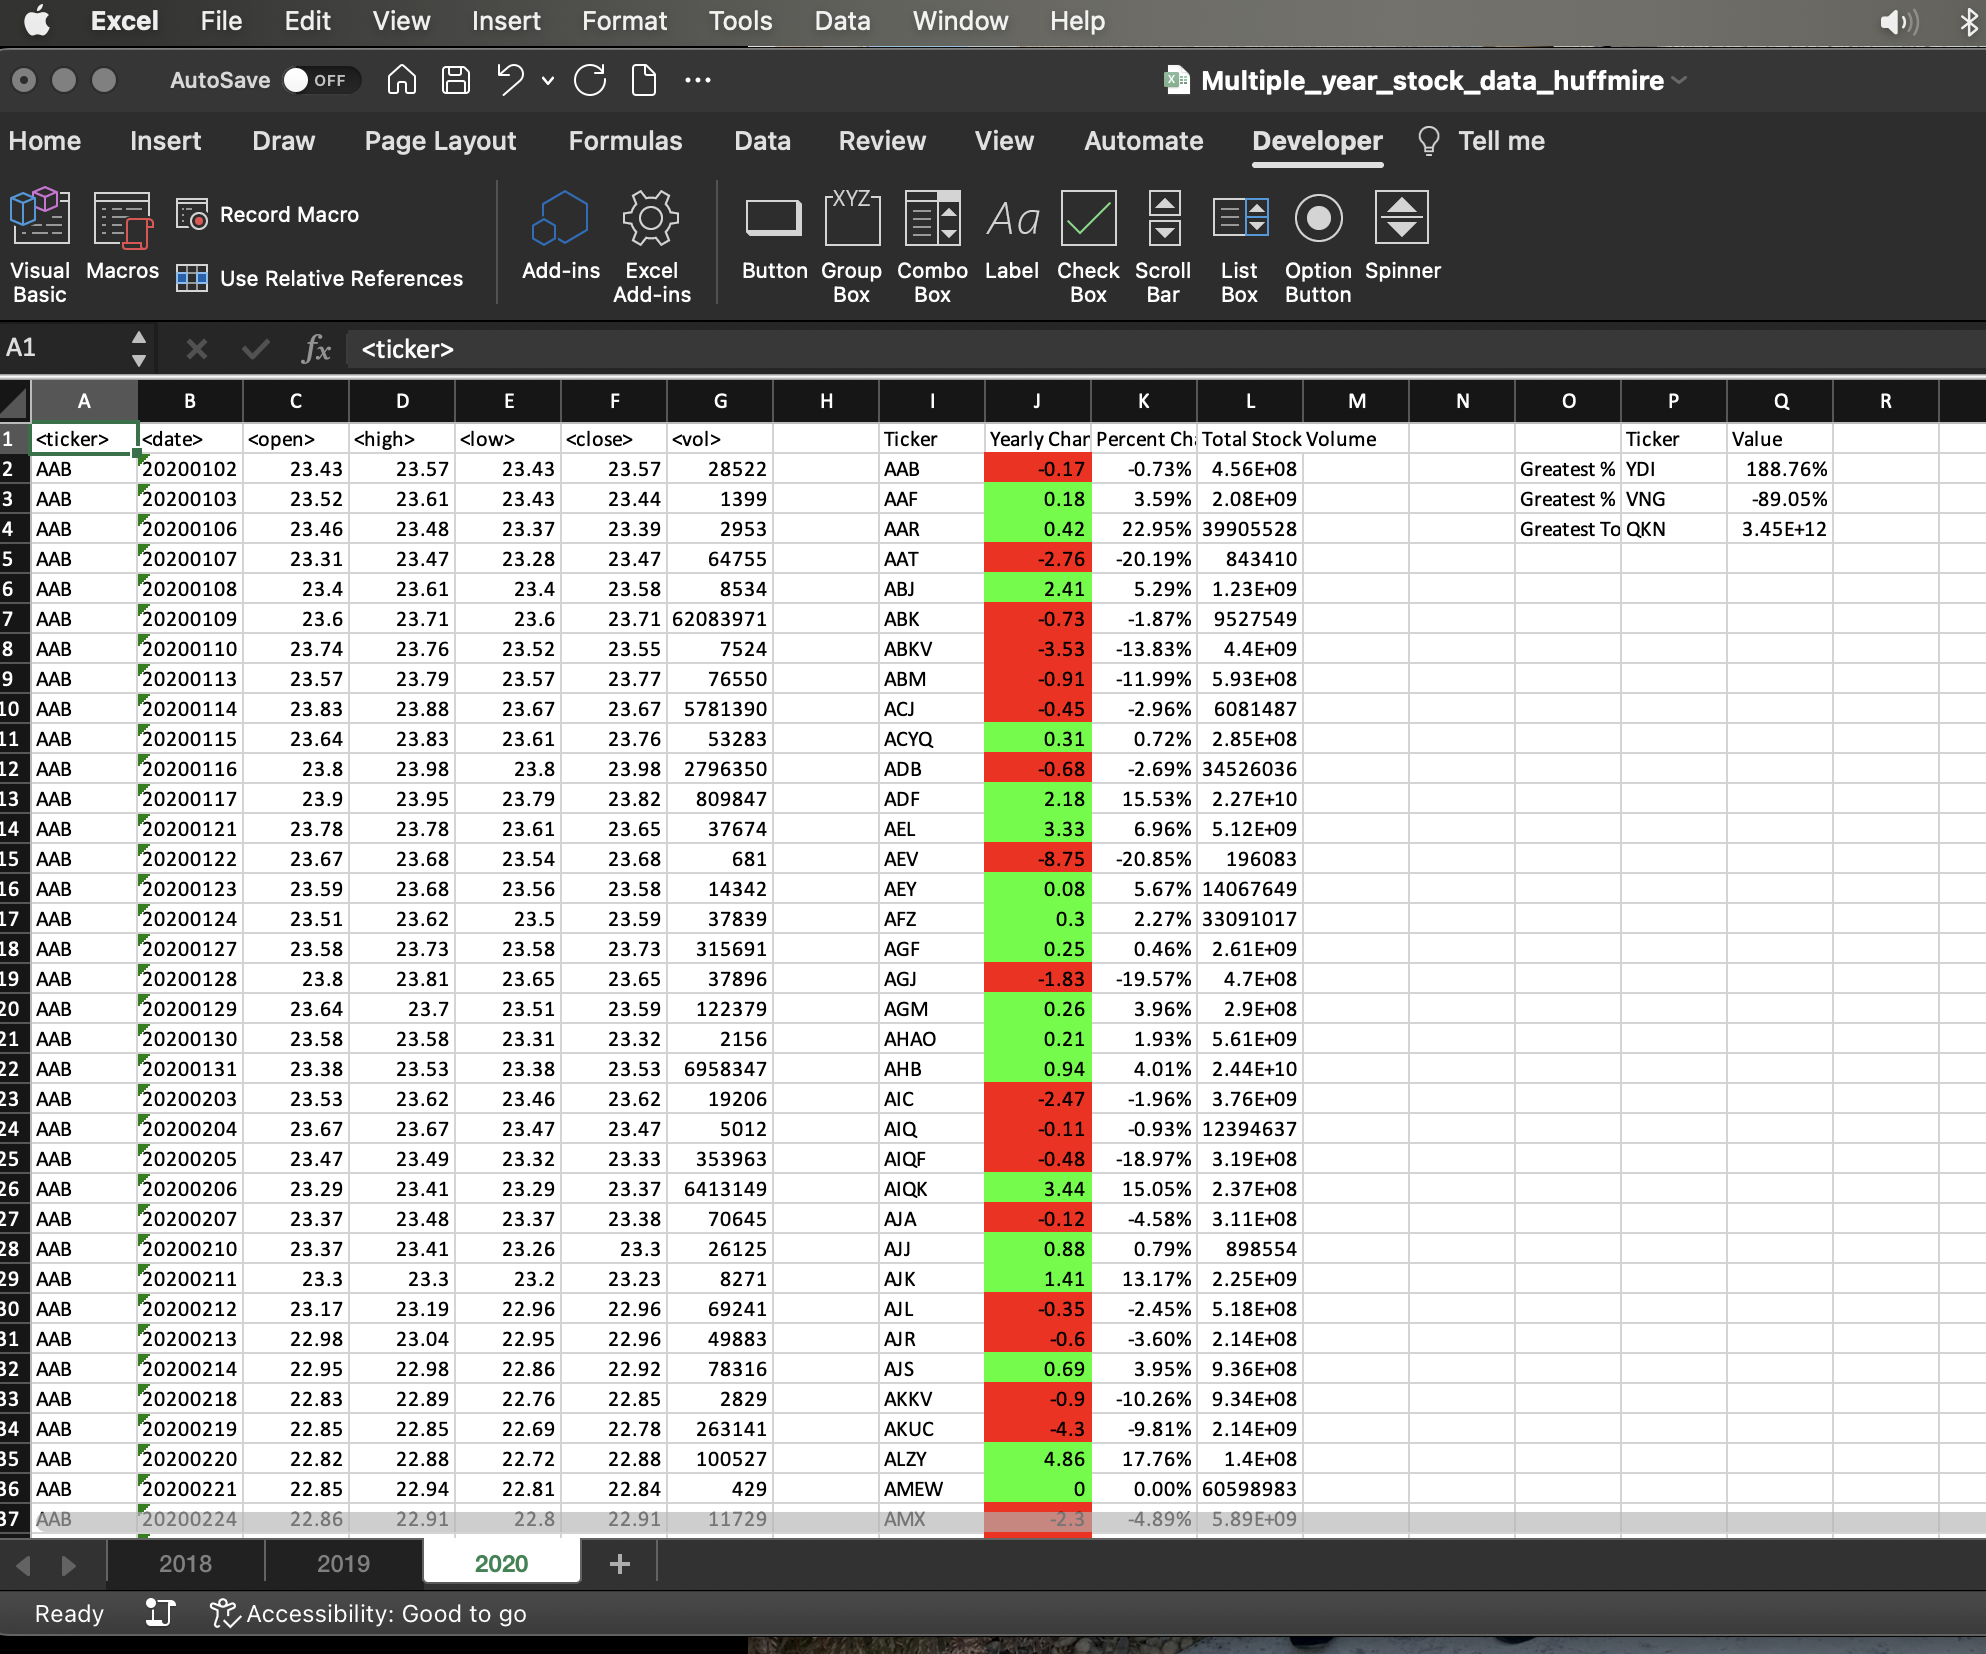 Excel File Edit View Insert Format Tools Data Window Help
AutoSave OFF Multiple_year_stock_data_huffmire
Home Insert Draw Page Layout Formulas Data Review View Automate Developer Tell me
Visual Basic Macros Record Macro Use Relative References Add-ins Excel Add-ins Button XYZ Group Box Combo Box Aa Label Check Box Scroll Bar List Box Option Button Spinner
A1 fx <ticker>
A B C D E F G H I J K L M N O P Q R
1 <ticker> <date> <open> <high> <low> <close> <vol> Ticker Yearly Chan Percent Cha Total Stock Volume Ticker Value
2 AAB 20200102 23.43 23.57 23.43 23.57 28522 AAB -0.17 -0.73% 4.56E+08 Greatest % YDI 188.76%
3 AAB 20200103 23.52 23.61 23.43 23.44 1399 AAF 0.18 3.59% 2.08E+09 Greatest % VNG -89.05%
4 AAB 20200106 23.46 23.48 23.37 23.39 2953 AAR 0.42 22.95% 39905528 Greatest To QKN 3.45E+12
5 AAB 20200107 23.31 23.47 23.28 23.47 64755 AAT -2.76 -20.19% 843410
6 AAB 20200108 23.4 23.61 23.4 23.58 8534 ABJ 2.41 5.29% 1.23E+09
7 AAB 20200109 23.6 23.71 23.6 23.71 62083971 ABK -0.73 -1.87% 9527549
8 AAB 20200110 23.74 23.76 23.52 23.55 7524 ABKV -3.53 -13.83% 4.4E+09
9 AAB 20200113 23.57 23.79 23.57 23.77 76550 ABM -0.91 -11.99% 5.93E+08
10 AAB 20200114 23.83 23.88 23.67 23.67 5781390 ACJ -0.45 -2.96% 6081487
11 AAB 20200115 23.64 23.83 23.61 23.76 53283 ACYQ 0.31 0.72% 2.85E+08
12 AAB 20200116 23.8 23.98 23.8 23.98 2796350 ADB -0.68 -2.69% 34526036
13 AAB 20200117 23.9 23.95 23.79 23.82 809847 ADF 2.18 15.53% 2.27E+10
14 AAB 20200121 23.78 23.78 23.61 23.65 37674 AEL 3.33 6.96% 5.12E+09
15 AAB 20200122 23.67 23.68 23.54 23.68 681 AEV -8.75 -20.85% 196083
16 AAB 20200123 23.59 23.68 23.56 23.58 14342 AEY 0.08 5.67% 14067649
17 AAB 20200124 23.51 23.62 23.5 23.59 37839 AFZ 0.3 2.27% 33091017
18 AAB 20200127 23.58 23.73 23.58 23.73 315691 AGF 0.25 0.46% 2.61E+09
19 AAB 20200128 23.8 23.81 23.65 23.65 37896 AGJ -1.83 -19.57% 4.7E+08
20 AAB 20200129 23.64 23.7 23.51 23.59 122379 AGM 0.26 3.96% 2.9E+08
21 AAB 20200130 23.58 23.58 23.31 23.32 2156 AHAO 0.21 1.93% 5.61E+09
22 AAB 20200131 23.38 23.53 23.38 23.53 6958347 AHB 0.94 4.01% 2.44E+10
23 AAB 20200203 23.53 23.62 23.46 23.62 19206 AIC -2.47 -1.96% 3.76E+09
24 AAB 20200204 23.67 23.67 23.47 23.47 5012 AIQ -0.11 -0.93% 12394637
25 AAB 20200205 23.47 23.49 23.32 23.33 353963 AIQF -0.48 -18.97% 3.19E+08
26 AAB 20200206 23.29 23.41 23.29 23.37 6413149 AIQK 3.44 15.05% 2.37E+08
27 AAB 20200207 23.37 23.48 23.37 23.38 70645 AJA -0.12 -4.58% 3.11E+08
28 AAB 20200210 23.37 23.41 23.26 23.3 26125 AJJ 0.88 0.79% 898554
29 AAB 20200211 23.3 23.3 23.2 23.23 8271 AJK 1.41 13.17% 2.25E+09
30 AAB 20200212 23.17 23.19 22.96 22.96 69241 AJL -0.35 -2.45% 5.18E+08
31 AAB 20200213 22.98 23.04 22.95 22.96 49883 AJR -0.6 -3.60% 2.14E+08
32 AAB 20200214 22.95 22.98 22.86 22.92 78316 AJS 0.69 3.95% 9.36E+08
33 AAB 20200218 22.83 22.89 22.76 22.85 2829 AKKV -0.9 -10.26% 9.34E+08
34 AAB 20200219 22.85 22.85 22.69 22.78 263141 AKUC -4.3 -9.81% 2.14E+09
35 AAB 20200220 22.82 22.88 22.72 22.88 100527 ALZY 4.86 17.76% 1.4E+08
36 AAB 20200221 22.85 22.94 22.81 22.84 429 AMEW 0 0.00% 60598983
37 AAB 20200224 22.86 22.91 22.8 22.91 11729 AMX -2.3 -4.89% 5.89E+09
2018 2019 2020 +
Ready Accessibility: Good to go